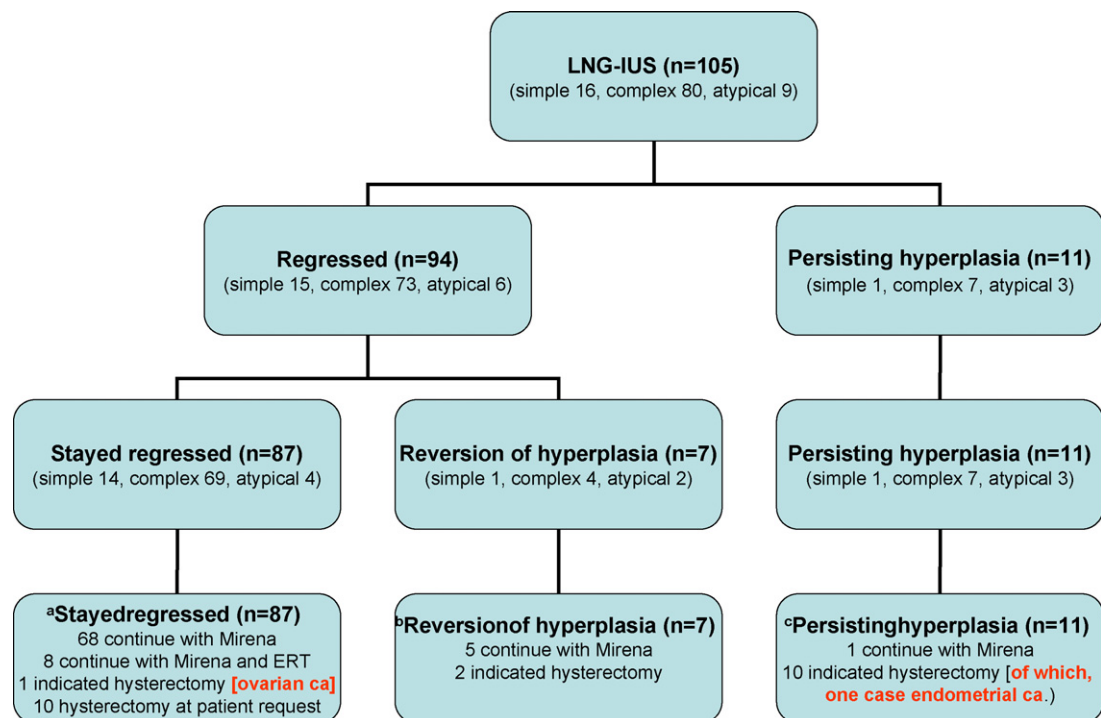 LNG-IUS (n=105)
(simple 16, complex 80, atypical 9)
Regressed (n=94)
(simple 15, complex 73, atypical 6)
Persisting hyperplasia (n=11)
(simple 1, complex 7, atypical 3)
Stayed regressed (n=87)
(simple 14, complex 69, atypical 4)
Reversion of hyperplasia (n=7)
(simple 1, complex 4, atypical 2)
Persisting hyperplasia (n=11)
(simple 1, complex 7, atypical 3)
ᵃStayedregressed (n=87)
68 continue with Mirena
8 continue with Mirena and ERT
1 indicated hysterectomy [ovarian ca]
10 hysterectomy at patient request
ᵇReversionof hyperplasia (n=7)
5 continue with Mirena
2 indicated hysterectomy
ᶜPersistinghyperplasia (n=11)
1 continue with Mirena
10 indicated hysterectomy [of which,
one case endometrial ca.)